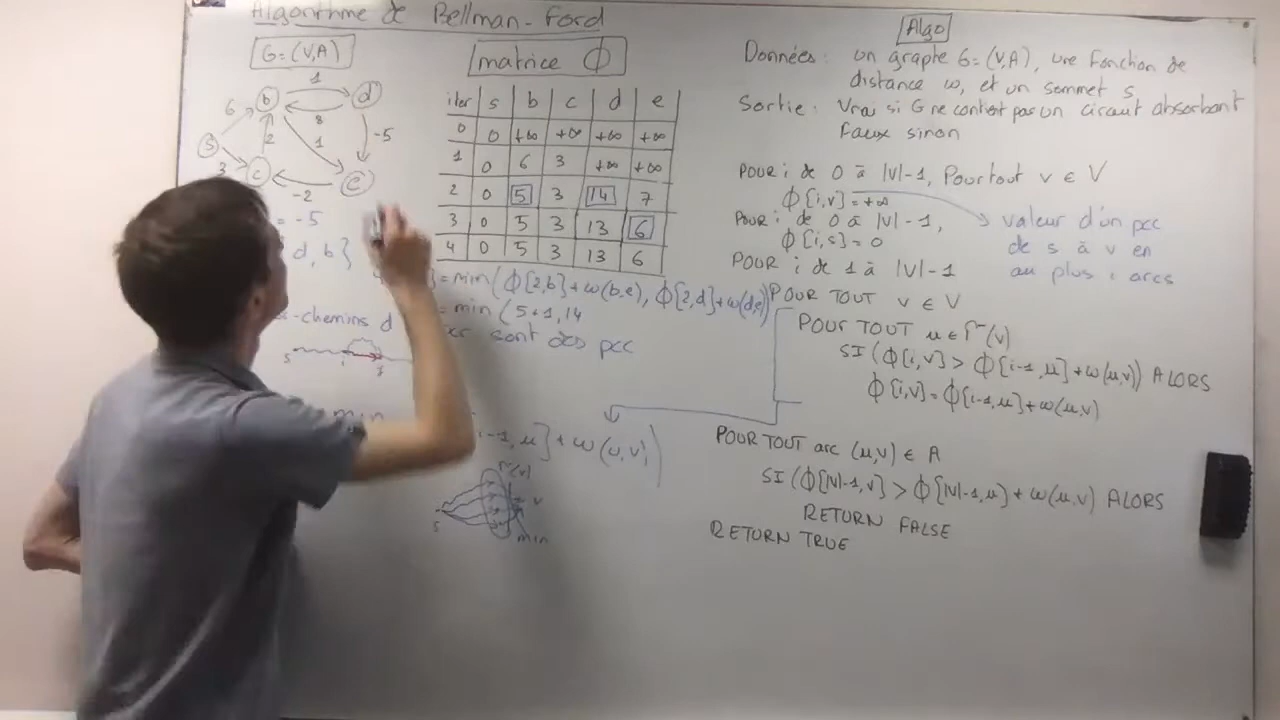 Algorithme de Bellman-Ford
G=(V,A)
6 b 1 d
8
s 2 1 -5
3 c -2 e
= -5
d, b }
-chemins d
sont des pcc
s i j
min
i-1, u] + w(u,v)
Γ⁻(v)
s v
min
matrice Φ
iter s b c d e
0 0 +∞ +∞ +∞ +∞
1 0 6 3 +∞ +∞
2 0 5 3 14 7
3 0 5 3 13 6
4 0 5 3 13 6
= min(Φ[2,b]+w(b,e), Φ[2,d]+w(d,e))
= min (5+1, 14
Algo
Données : un graphe G=(V,A), une fonction de
distance w, et un sommet s
Sortie : Vrai si G ne contient pas un circuit absorbant
Faux sinon
POUR i de 0 à |V|-1, Pour tout v ∈ V
Φ[i,v] = +∞
POUR i de 0 à |V|-1,
Φ[i,s] = 0
valeur d'un pcc
de s à v en
au plus i arcs
POUR i de 1 à |V|-1
POUR TOUT v ∈ V
POUR TOUT u ∈ Γ⁻(v)
SI (Φ[i,v] > Φ[i-1,u] + w(u,v)) ALORS
Φ[i,v] = Φ[i-1,u] + w(u,v)
POUR TOUT arc (u,v) ∈ A
SI (Φ[|V|-1,v] > Φ[|V|-1,u] + w(u,v) ALORS
RETURN FALSE
RETURN TRUE